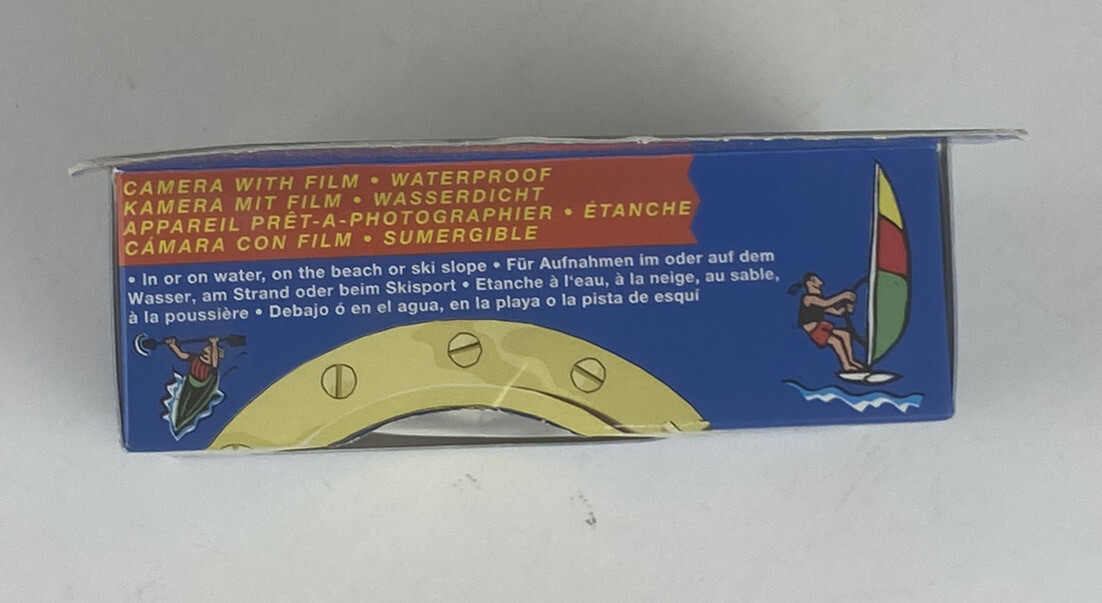 CAMERA WITH FILM • WATERPROOF
KAMERA MIT FILM • WASSERDICHT
APPAREIL PRÊT-A-PHOTOGRAPHIER • ÉTANCHE
CÁMARA CON FILM • SUMERGIBLE
• In or on water, on the beach or ski slope • Für Aufnahmen im oder auf dem
Wasser, am Strand oder beim Skisport • Etanche à l'eau, à la neige, au sable,
à la poussière • Debajo ó en el agua, en la playa o la pista de esquí